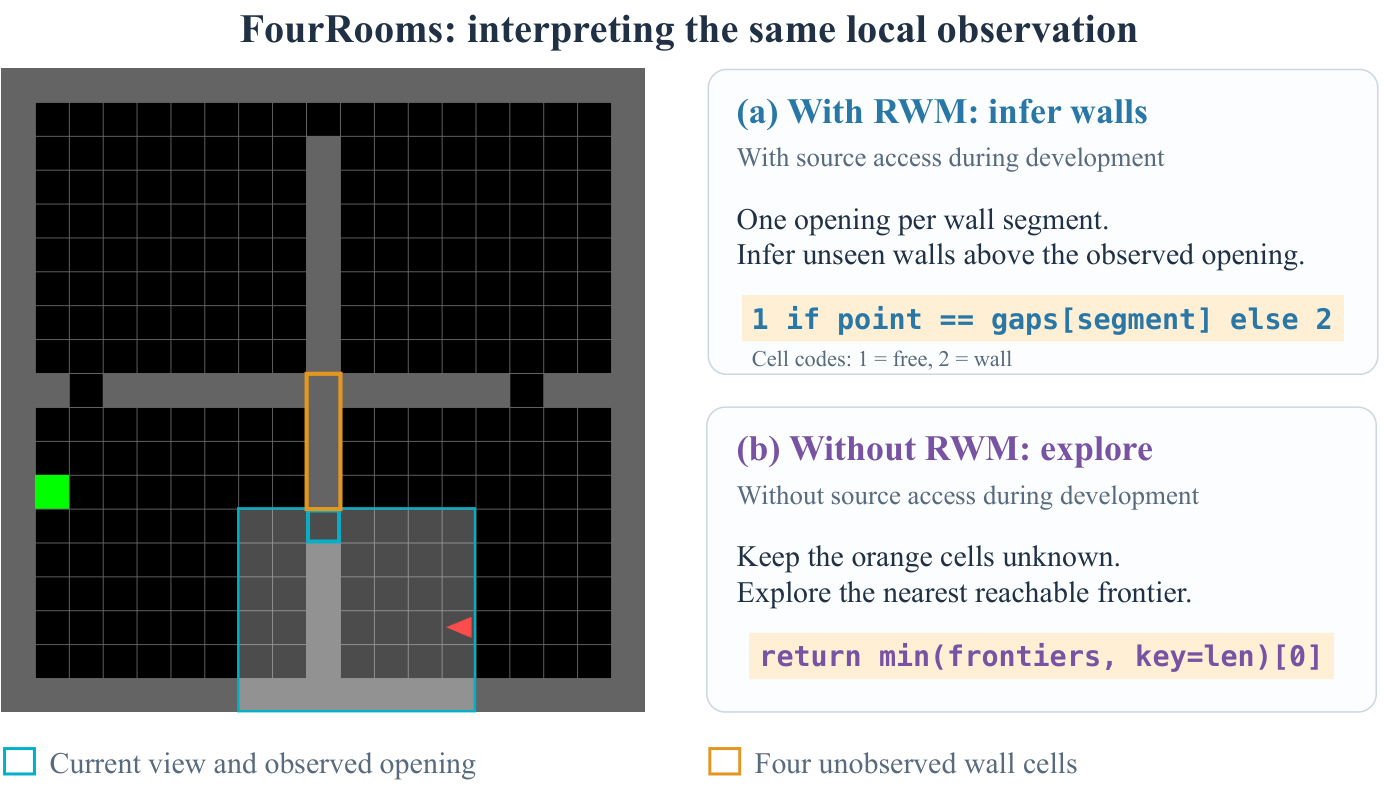 FourRooms: interpreting the same local observation
(a) With RWM: infer walls
With source access during development
One opening per wall segment.
Infer unseen walls above the observed opening.
1 if point == gaps[segment] else 2
Cell codes: 1 = free, 2 = wall
(b) Without RWM: explore
Without source access during development
Keep the orange cells unknown.
Explore the nearest reachable frontier.
return min(frontiers, key=len)[0]
Current view and observed opening
Four unobserved wall cells